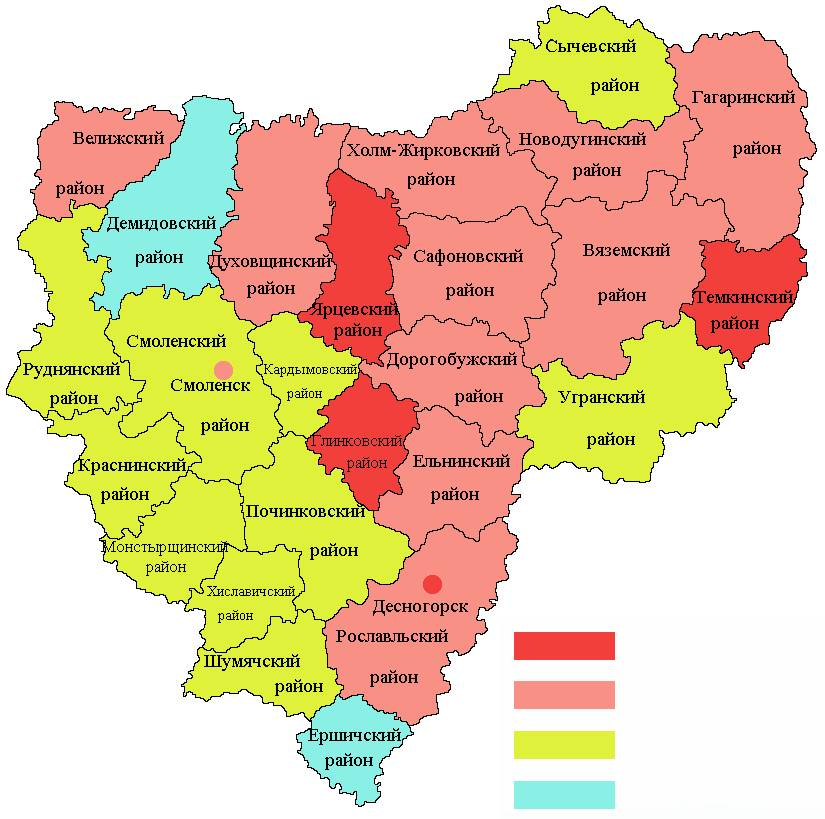 Сычевский
район
Гагаринский
район
Новодугинский
район
Холм-Жирковский
район
Велижский
район
Демидовский
район
Духовщинский
район
Ярцевский
район
Сафоновский
район
Вяземский
район
Темкинский
район
Смоленский
Смоленск
район
Руднянский
район
Кардымовский
район
Дорогобужский
район
Угранский
район
Глинковский
район
Ельнинский
район
Краснинский
район
Починковский
район
Монстырщинский
район
Хиславичский
район
Десногорск
Рославльский
район
Шумячский
район
Ершичский
район